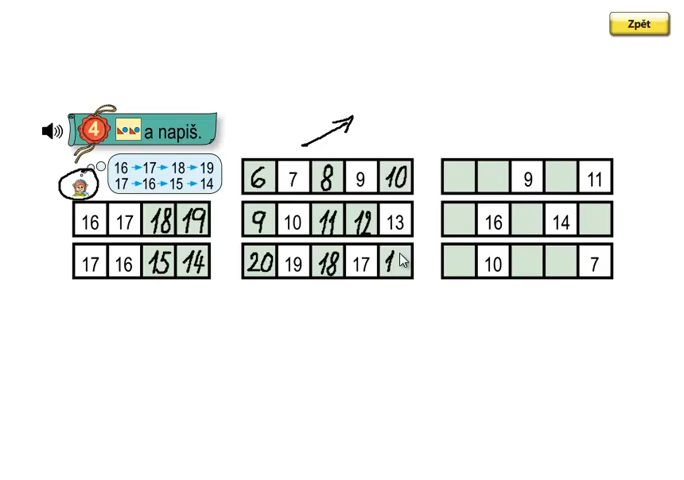 Zpět
4 a napiš.
16 → 17 → 18 → 19
17 → 16 → 15 → 14
16 17 18 19
17 16 15 14
6 7 8 9 10
9 10 11 12 13
20 19 18 17 1
9 11
16 14
10 7